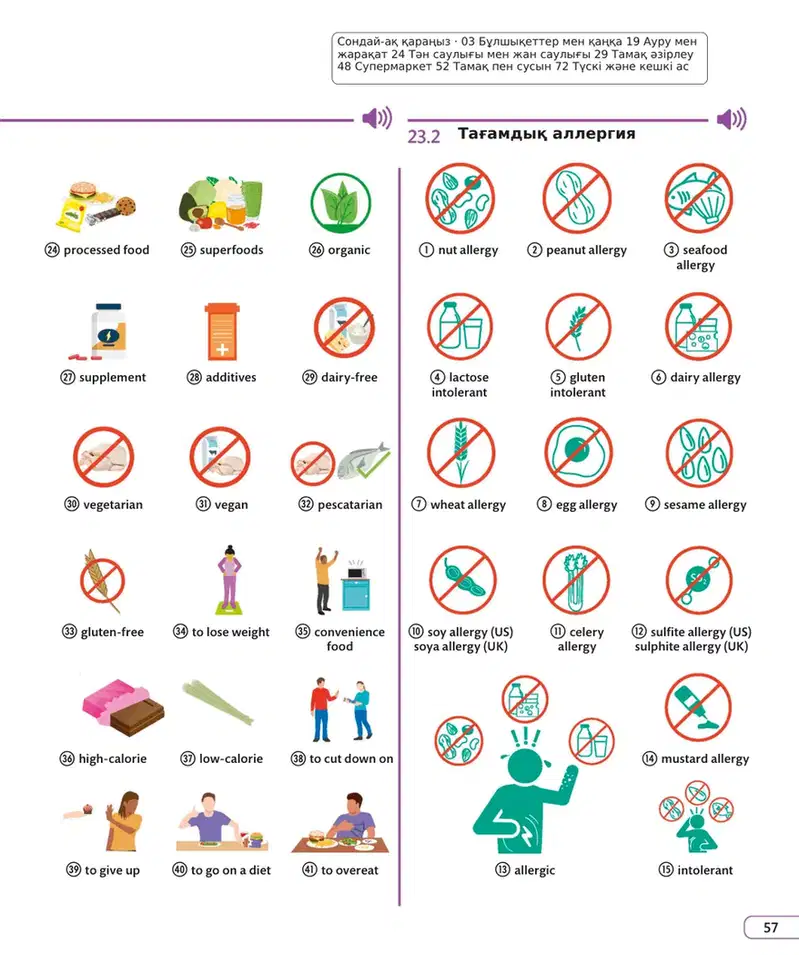 Сондай-ақ қараңыз · 03 Бұлшықеттер мен қаңқа 19 Ауру мен
жарақат 24 Тән саулығы мен жан саулығы 29 Тамақ әзірлеу
48 Супермаркет 52 Тамақ пен сусын 72 Түскі және кешкі ас
23.2 Тағамдық аллергия
24 processed food
25 superfoods
26 organic
27 supplement
28 additives
29 dairy-free
30 vegetarian
31 vegan
32 pescatarian
33 gluten-free
34 to lose weight
35 convenience
food
36 high-calorie
37 low-calorie
38 to cut down on
39 to give up
40 to go on a diet
41 to overeat
1 nut allergy
2 peanut allergy
3 seafood
allergy
4 lactose
intolerant
5 gluten
intolerant
6 dairy allergy
7 wheat allergy
8 egg allergy
9 sesame allergy
10 soy allergy (US)
soya allergy (UK)
11 celery
allergy
12 sulfite allergy (US)
sulphite allergy (UK)
13 allergic
14 mustard allergy
15 intolerant
57